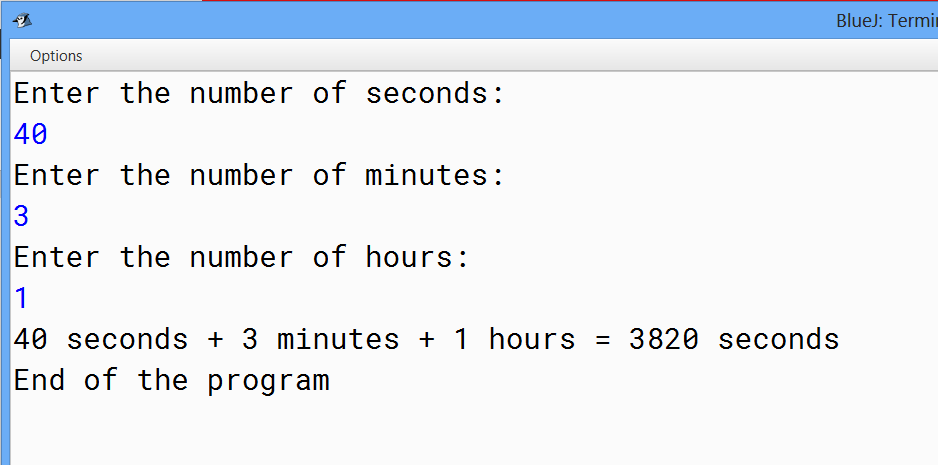 BlueJ: Termi
Options
Enter the number of seconds:
40
Enter the number of minutes:
3
Enter the number of hours:
1
40 seconds + 3 minutes + 1 hours = 3820 seconds
End of the program